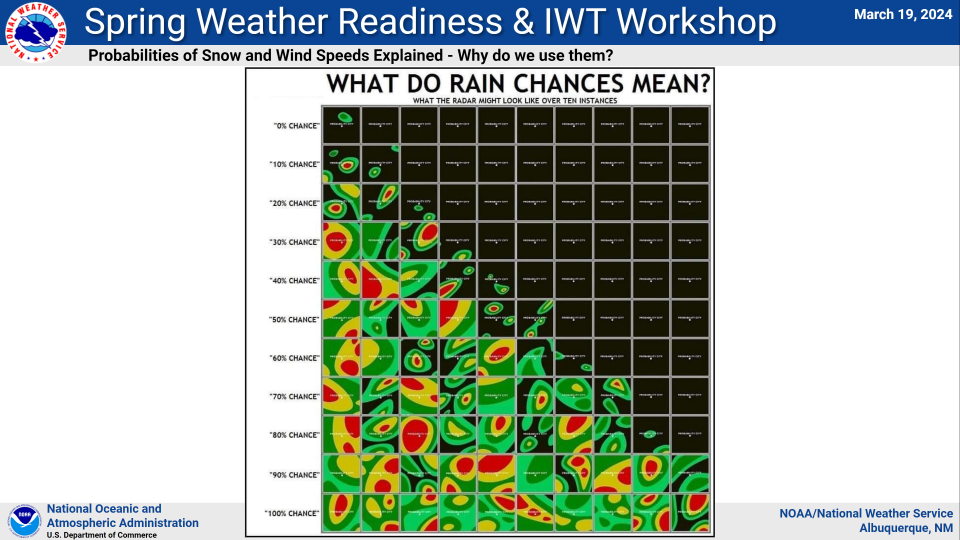 Spring Weather Readiness & IWT Workshop
March 19, 2024
NATIONAL WEATHER SERVICE
Probabilities of Snow and Wind Speeds Explained - Why do we use them?
WHAT DO RAIN CHANCES MEAN?
WHAT THE RADAR MIGHT LOOK LIKE OVER TEN INSTANCES
"0% CHANCE"
"10% CHANCE"
"20% CHANCE"
"30% CHANCE"
"40% CHANCE"
"50% CHANCE"
"60% CHANCE"
"70% CHANCE"
"80% CHANCE"
"90% CHANCE"
"100% CHANCE"
NOAA
National Oceanic and
Atmospheric Administration
U.S. Department of Commerce
NOAA/National Weather Service
Albuquerque, NM